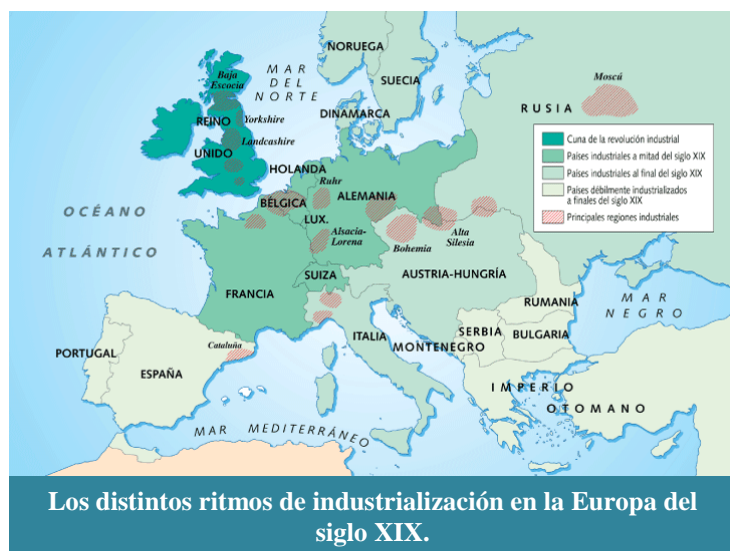 NORUEGA
SUECIA
MAR
DEL
NORTE
Baja
Escocia
Moscú
RUSIA
DINAMARCA
REINO
UNIDO
Yorkshire
Landcashire
HOLANDA
Ruhr
BÉLGICA
ALEMANIA
LUX.
Alsacia-
Lorena
Bohemia
Alta
Silesia
OCÉANO
ATLÁNTICO
SUIZA
AUSTRIA-HUNGRÍA
FRANCIA
RUMANIA
MAR
NEGRO
SERBIA
BULGARIA
ITALIA
MONTENEGRO
Cataluña
PORTUGAL
ESPAÑA
IMPERIO
OTOMANO
MAR MEDITERRÁNEO
Cuna de la revolución industrial
Países industriales a mitad del siglo XIX
Países industriales al final del siglo XIX
Países débilmente industrializados
a finales del siglo XIX
Principales regiones industriales
Los distintos ritmos de industrialización en la Europa del
siglo XIX.